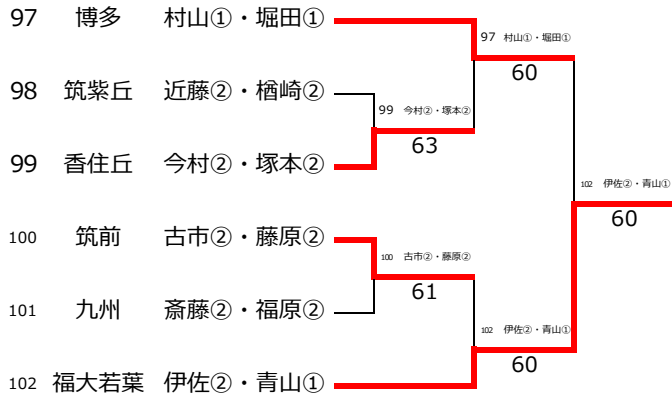 97 博多 村山①・堀田①
97 村山①・堀田①
60
98 筑紫丘 近藤②・楢崎②
99 今村②・塚本②
63
99 香住丘 今村②・塚本②
102 伊佐②・青山①
60
100 筑前 古市②・藤原②
100 古市②・藤原②
61
101 九州 斎藤②・福原②
102 伊佐②・青山①
60
102 福大若葉 伊佐②・青山①